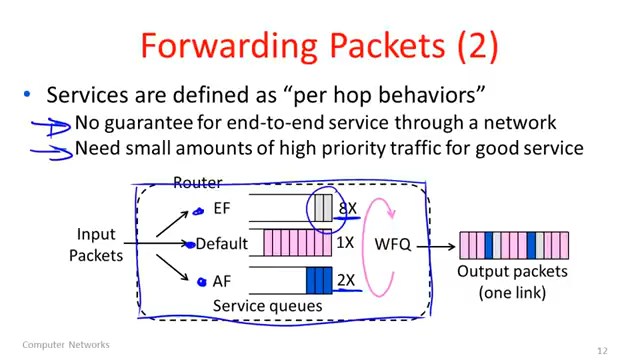 Forwarding Packets (2)
• Services are defined as “per hop behaviors”
No guarantee for end-to-end service through a network
Need small amounts of high priority traffic for good service
Router
EF 8X
Input Packets
Default 1X WFQ
AF 2X
Service queues
Output packets
(one link)
Computer Networks
12